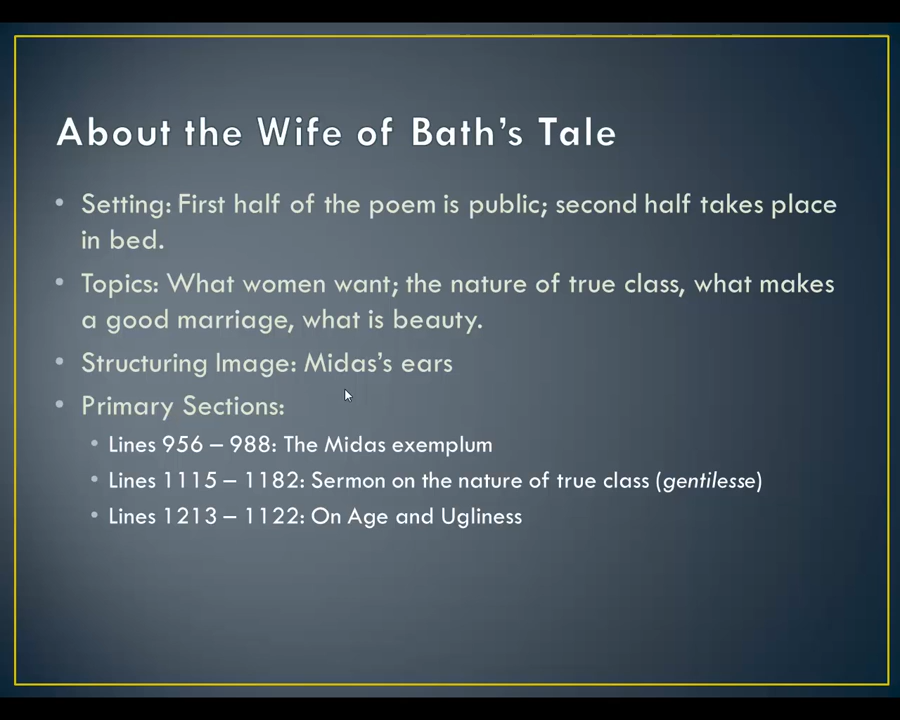 About the Wife of Bath's Tale
• Setting: First half of the poem is public; second half takes place
in bed.
• Topics: What women want; the nature of true class, what makes
a good marriage, what is beauty.
• Structuring Image: Midas's ears
• Primary Sections:
• Lines 956 – 988: The Midas exemplum
• Lines 1115 – 1182: Sermon on the nature of true class (gentilesse)
• Lines 1213 – 1122: On Age and Ugliness